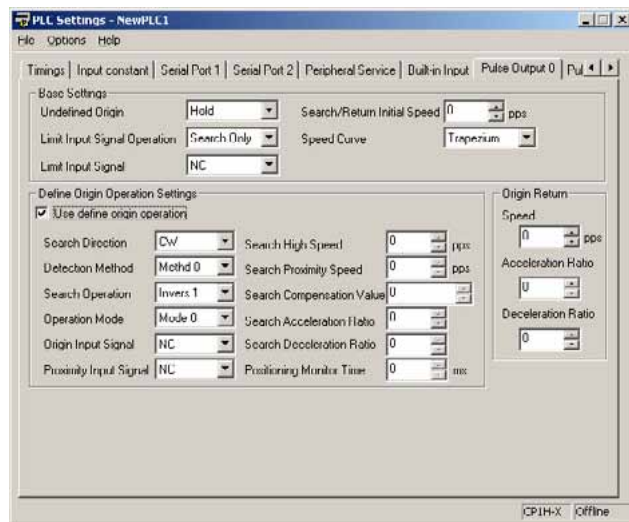 PLC Settings - NewPLC1
File Options Help
Timings Input constant Serial Port 1 Serial Port 2 Peripheral Service Built-in Input Pulse Output 0 Pul
Base Settings
Undefined Origin Hold Search/Return Initial Speed 0 pps
Limit Input Signal Operation Search Only Speed Curve Trapezium
Limit Input Signal NC
Define Origin Operation Settings
Use define origin operation
Search Direction CW Search High Speed 0 pps
Detection Method Methd 0 Search Proximity Speed 0 pps
Search Operation Invers 1 Search Compensation Value 0
Operation Mode Mode 0 Search Acceleration Ratio 0
Origin Input Signal NC Search Deceleration Ratio 0
Proximity Input Signal NC Positioning Monitor Time 0 ms
Origin Return
Speed
0 pps
Acceleration Ratio
0
Deceleration Ratio
0
CP1H-X Offline